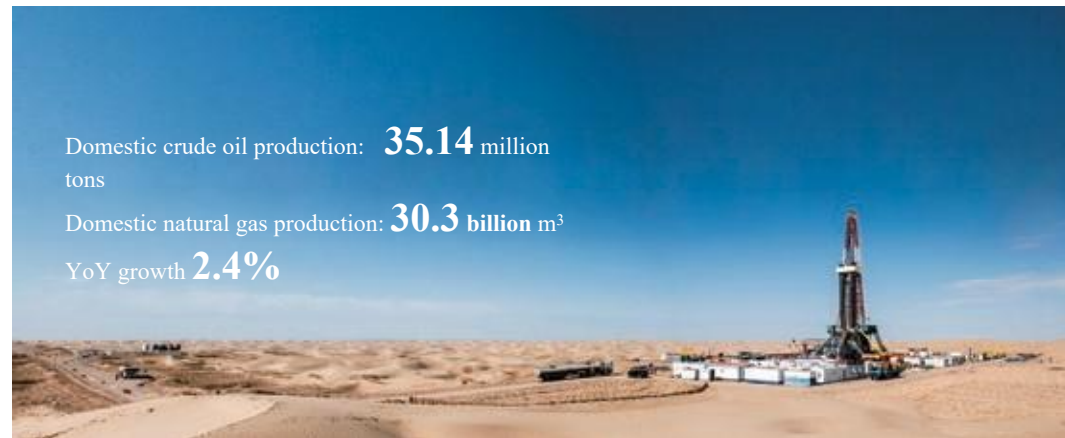 Domestic crude oil production: 35.14 million
tons
Domestic natural gas production: 30.3 billion m³
YoY growth 2.4%